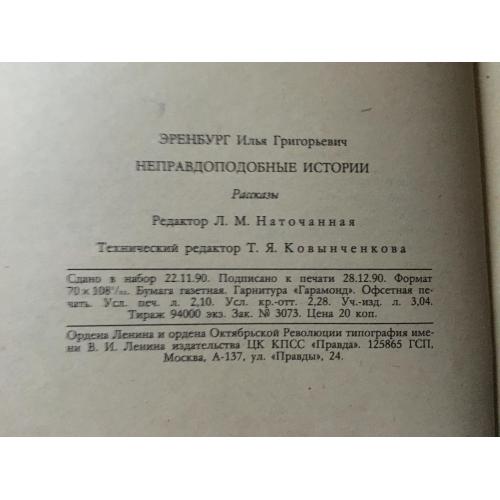 ЭРЕНБУРГ Илья Григорьевич
НЕПРАВДОПОДОБНЫЕ ИСТОРИИ
Рассказы
Редактор Л. М. Наточанная
Технический редактор Т. Я. Ковынченкова
Сдано в набор 22.11.90. Подписано к печати 28.12.90. Формат
70 × 108¹/₃₂. Бумага газетная. Гарнитура «Гарамонд». Офсетная пе-
чать. Усл. печ. л. 2,10. Усл. кр.-отт. 2,28. Уч.-изд. л. 3,04.
Тираж 94000 экз. Зак. № 3073. Цена 20 коп.
Ордена Ленина и ордена Октябрьской Революции типография име-
ни В. И. Ленина издательства ЦК КПСС «Правда». 125865 ГСП,
Москва, А-137, ул. «Правды», 24.